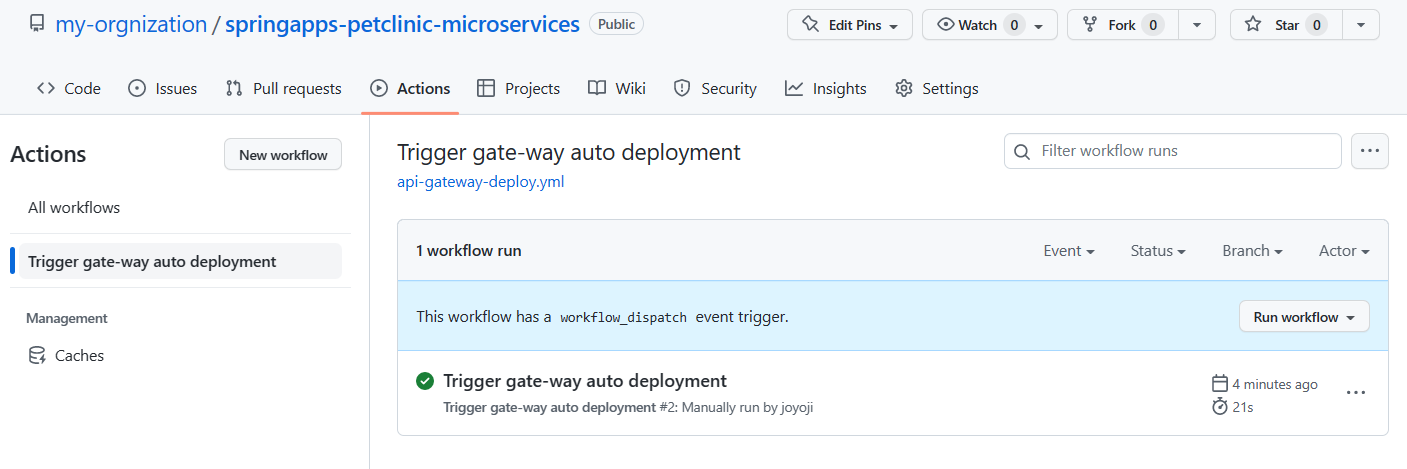 my-orgnization / springapps-petclinic-microservices Public Edit Pins Watch 0 Fork 0 Star 0
Code Issues Pull requests Actions Projects Wiki Security Insights Settings
Actions New workflow
All workflows
Trigger gate-way auto deployment
Management
Caches
Trigger gate-way auto deployment Filter workflow runs
api-gateway-deploy.yml
1 workflow run Event Status Branch Actor
This workflow has a workflow_dispatch event trigger. Run workflow
Trigger gate-way auto deployment 4 minutes ago
Trigger gate-way auto deployment #2: Manually run by joyoji 21s